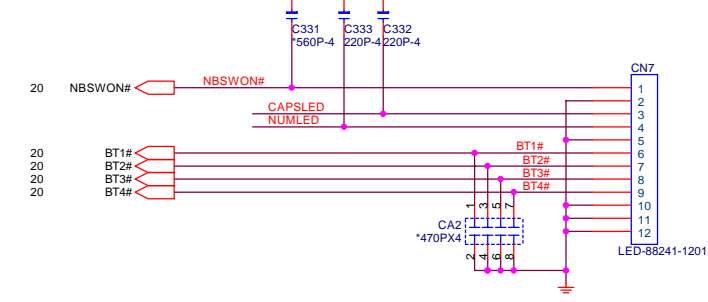 C331 C333 C332
*560P-4 220P-4 220P-4
CN7
20 NBSWON# NBSWON# 1
2
CAPSLED 3
NUMLED 4
5
20 BT1# BT1# 6
20 BT2# BT2# 7
20 BT3# BT3# 8
20 BT4# BT4# 9
1 3 5 7 10
CA2 11
*470PX4 12
LED-88241-1201
2 4 6 8